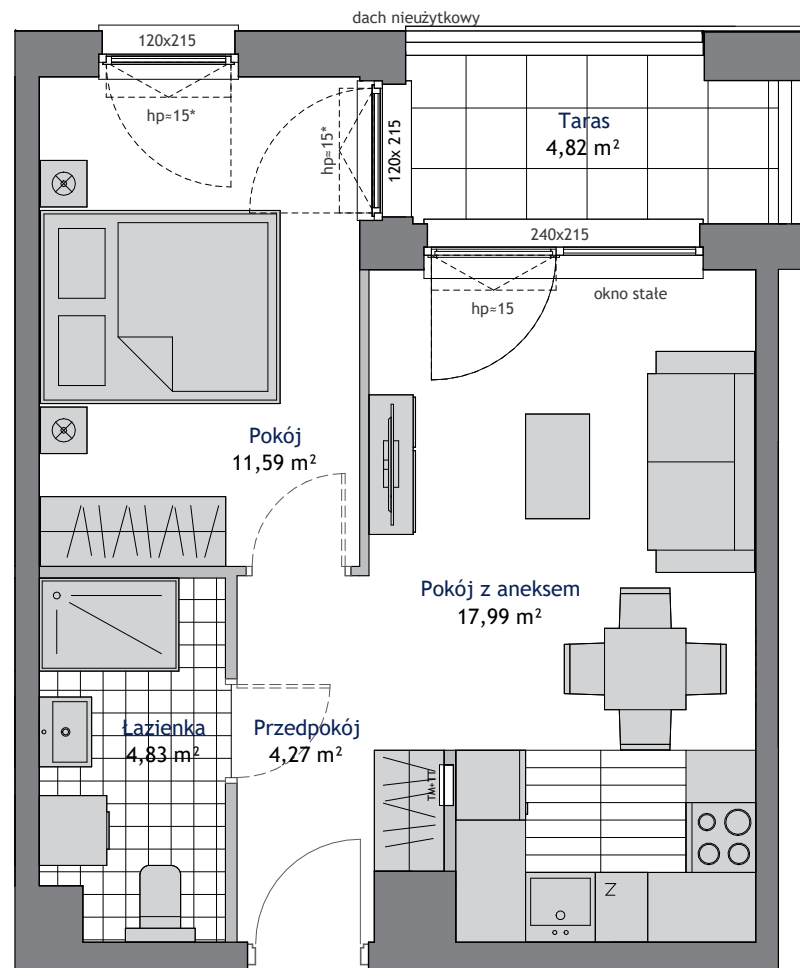 dach nieużytkowy
120x215
hp≈15*
hp≈15*
120x 215
Taras
4,82 m²
240x215
hp≈15
okno stałe
Pokój
11,59 m²
Pokój z aneksem
17,99 m²
Łazienka
4,83 m²
Przedpokój
4,27 m²
TM+TT
Z